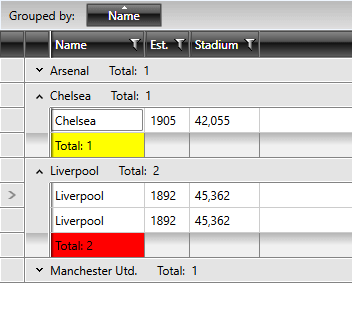 Grouped by: Name
Name Est. Stadium
Arsenal Total: 1
Chelsea Total: 1
Chelsea 1905 42,055
Total: 1
Liverpool Total: 2
Liverpool 1892 45,362
Liverpool 1892 45,362
Total: 2
Manchester Utd. Total: 1